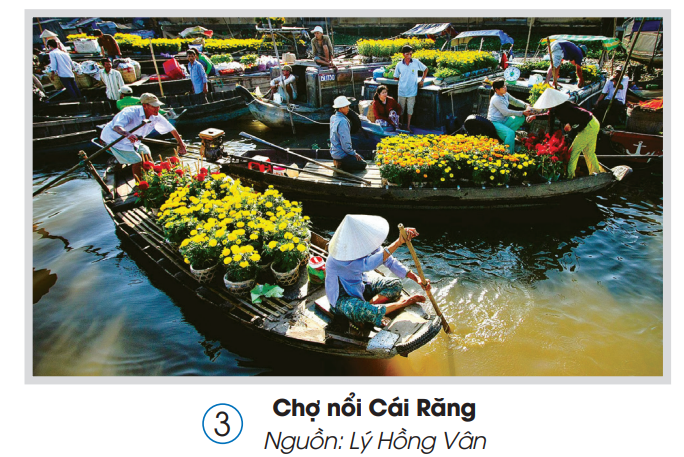 3
Chợ nổi Cái Răng
Nguồn: Lý Hồng Vân